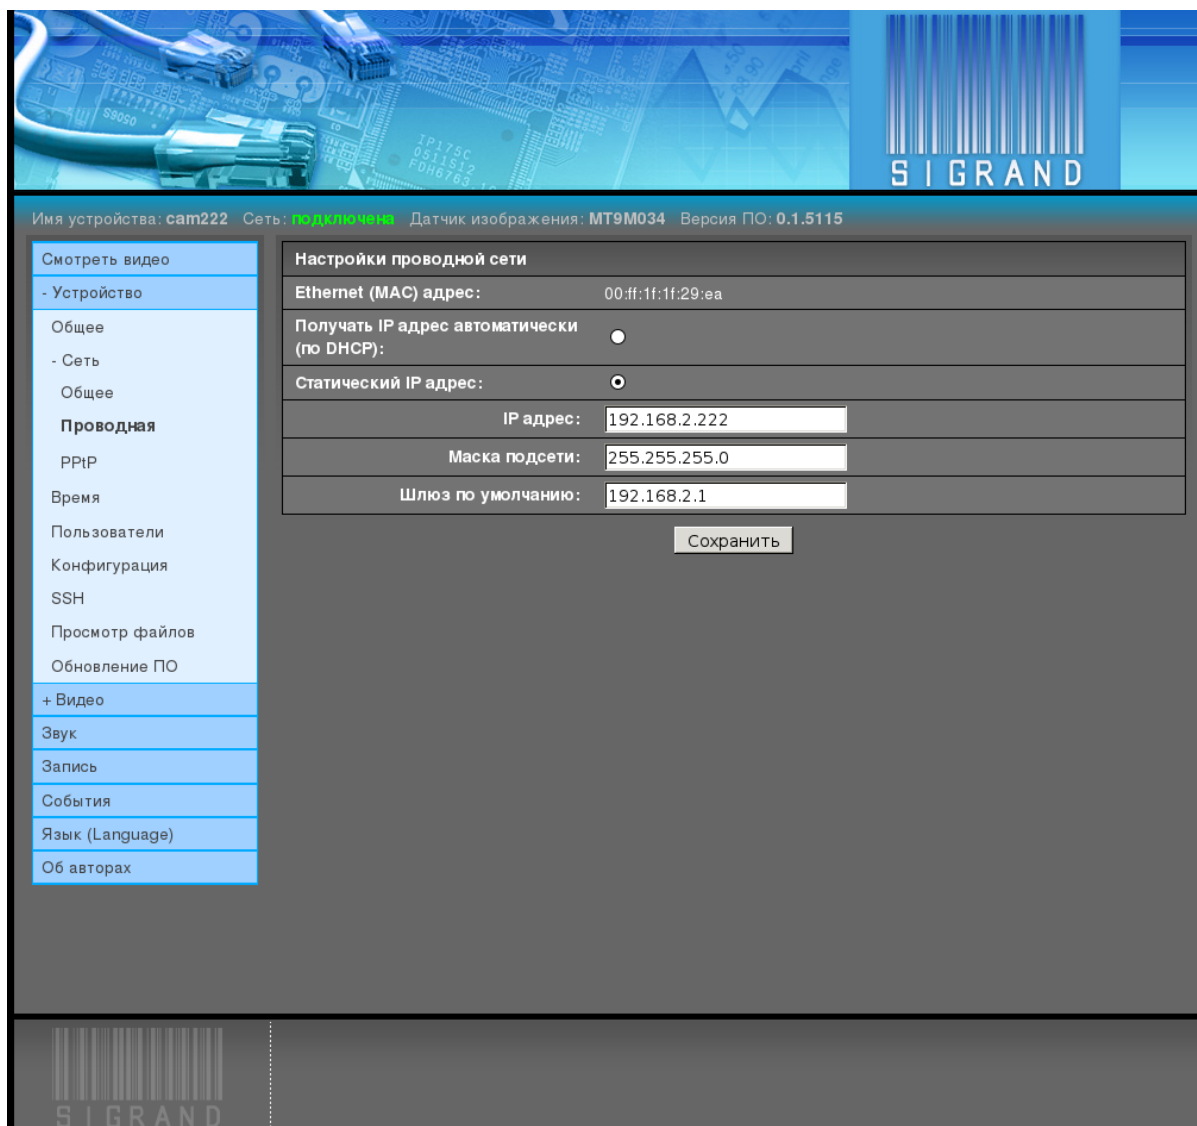 S9050
IP175C
0511S12
SIGRAND
Имя устройства: cam222 Сеть: подключена Датчик изображения: MT9M034 Версия ПО: 0.1.5115
Смотреть видео
- Устройство
Общее
- Сеть
Общее
Проводная
PPtP
Время
Пользователи
Конфигурация
SSH
Просмотр файлов
Обновление ПО
+ Видео
Звук
Запись
События
Язык (Language)
Об авторах
Настройки проводной сети
Ethernet (MAC) адрес: 00:ff:1f:1f:29:ea
Получать IP адрес автоматически
(по DHCP):
Статический IP адрес:
IP адрес: 192.168.2.222
Маска подсети: 255.255.255.0
Шлюз по умолчанию: 192.168.2.1
Сохранить
SIGRAND